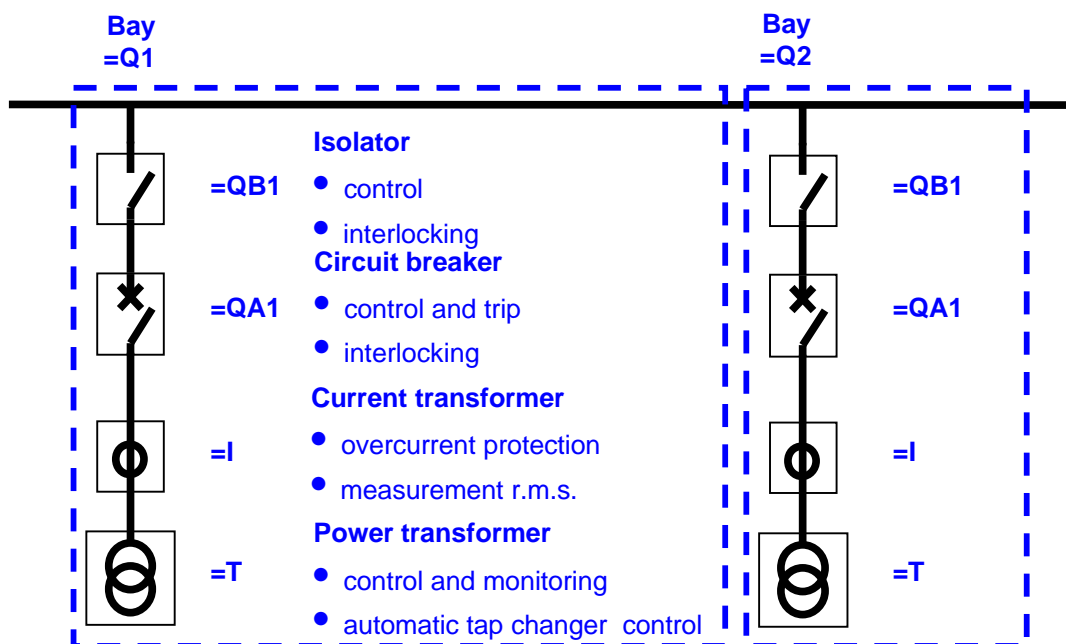 Bay
=Q1
Bay
=Q2
Isolator
=QB1
• control
=QB1
• interlocking
Circuit breaker
=QA1
• control and trip
=QA1
• interlocking
Current transformer
=I
• overcurrent protection
=I
• measurement r.m.s.
Power transformer
=T
• control and monitoring
=T
• automatic tap changer control